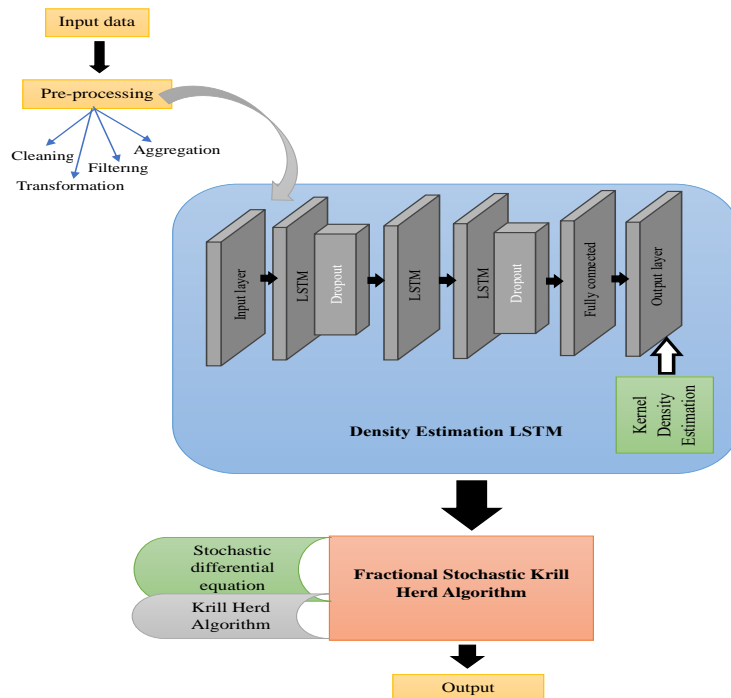 Input data
Pre-processing
Cleaning
Transformation
Filtering
Aggregation
Input layer
LSTM
Dropout
LSTM
LSTM
Dropout
Fully connected
Output layer
Kernel
Density
Estimation
Density Estimation LSTM
Stochastic
differential
equation
Krill Herd
Algorithm
Fractional Stochastic Krill
Herd Algorithm
Output